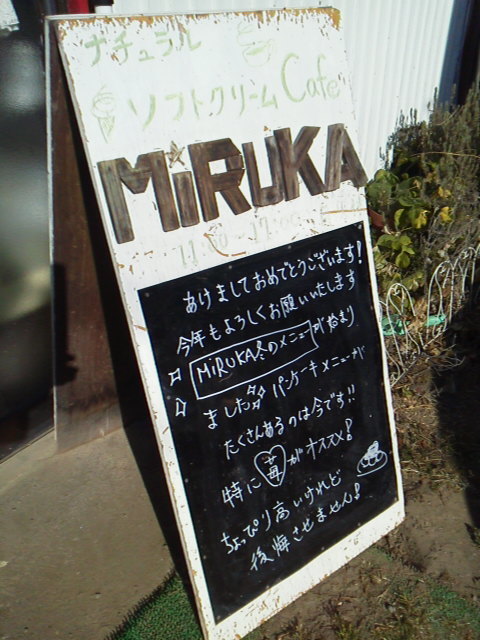 ナチュラル
ソフトクリーム Cafe
MiRUKA
あけましておめでとうございます!
今年もよろしくお願いいたします
MiRUKA冬のメニューが始まり
ました パンケーキメニューが
たくさんあるのは今です!!
特に 苺 がオススメ!
ちょっぴり高いけれど
後悔させません!